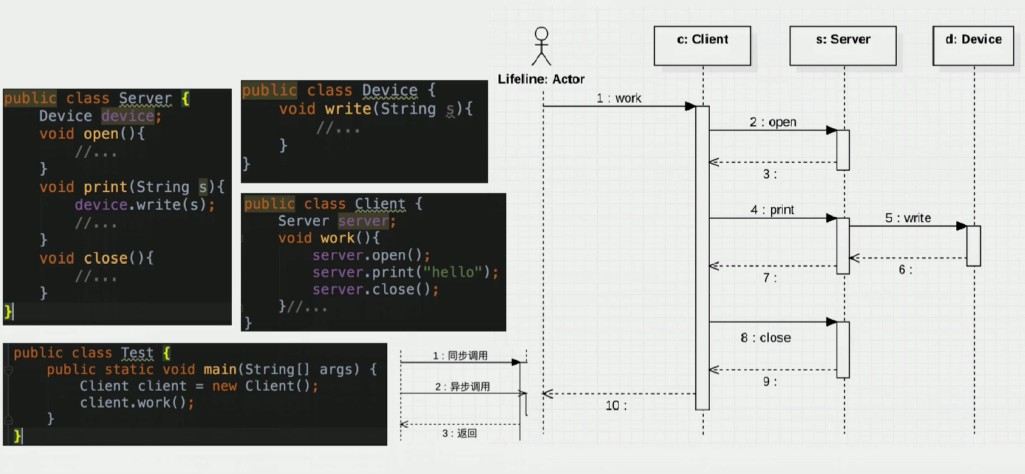 public class Server {
Device device;
void open(){
//...
}
void print(String s){
device.write(s);
//...
}
void close(){
//...
}
}
public class Device {
void write(String s){
//...
}
}
public class Client {
Server server;
void work(){
server.open();
server.print("hello");
server.close();
}//...
}
public class Test {
public static void main(String[] args) {
Client client = new Client();
client.work();
}
}
1 : 同步调用
2 : 异步调用
3 : 返回
Lifeline: Actor
c: Client
s: Server
d: Device
1 : work
2 : open
3 :
4 : print
5 : write
6 :
7 :
8 : close
9 :
10 :